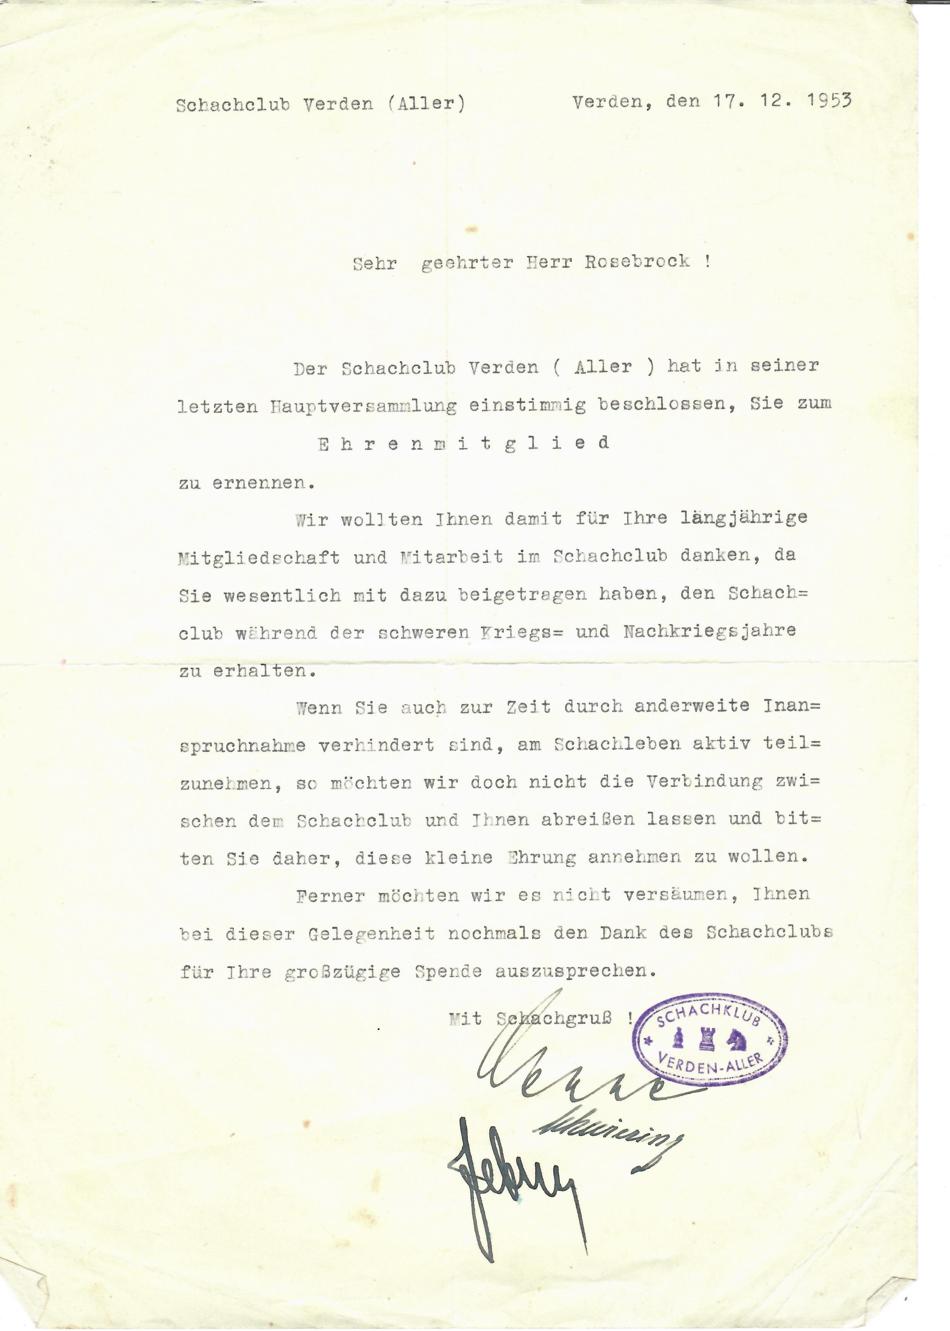 Schachclub Verden (Aller) Verden, den 17. 12. 1953
Sehr geehrter Herr Rosebrock !
Der Schachclub Verden ( Aller ) hat in seiner
letzten Hauptversammlung einstimmig beschlossen, Sie zum
E h r e n m i t g l i e d
zu ernennen.
Wir wollten Ihnen damit für Ihre längjährige
Mitgliedschaft und Mitarbeit im Schachclub danken, da
Sie wesentlich mit dazu beigetragen haben, den Schach=
club während der schweren Kriegs= und Nachkriegsjahre
zu erhalten.
Wenn Sie auch zur Zeit durch anderweite Inan=
spruchnahme verhindert sind, am Schachleben aktiv teil=
zunehmen, so möchten wir doch nicht die Verbindung zwi=
schen dem Schachclub und Ihnen abreißen lassen und bit=
ten Sie daher, diese kleine Ehrung annehmen zu wollen.
Ferner möchten wir es nicht versäumen, Ihnen
bei dieser Gelegenheit nochmals den Dank des Schachclubs
für Ihre großzügige Spende auszusprechen.
Mit Schachgruß !
SCHACHKLUB
VERDEN-ALLER